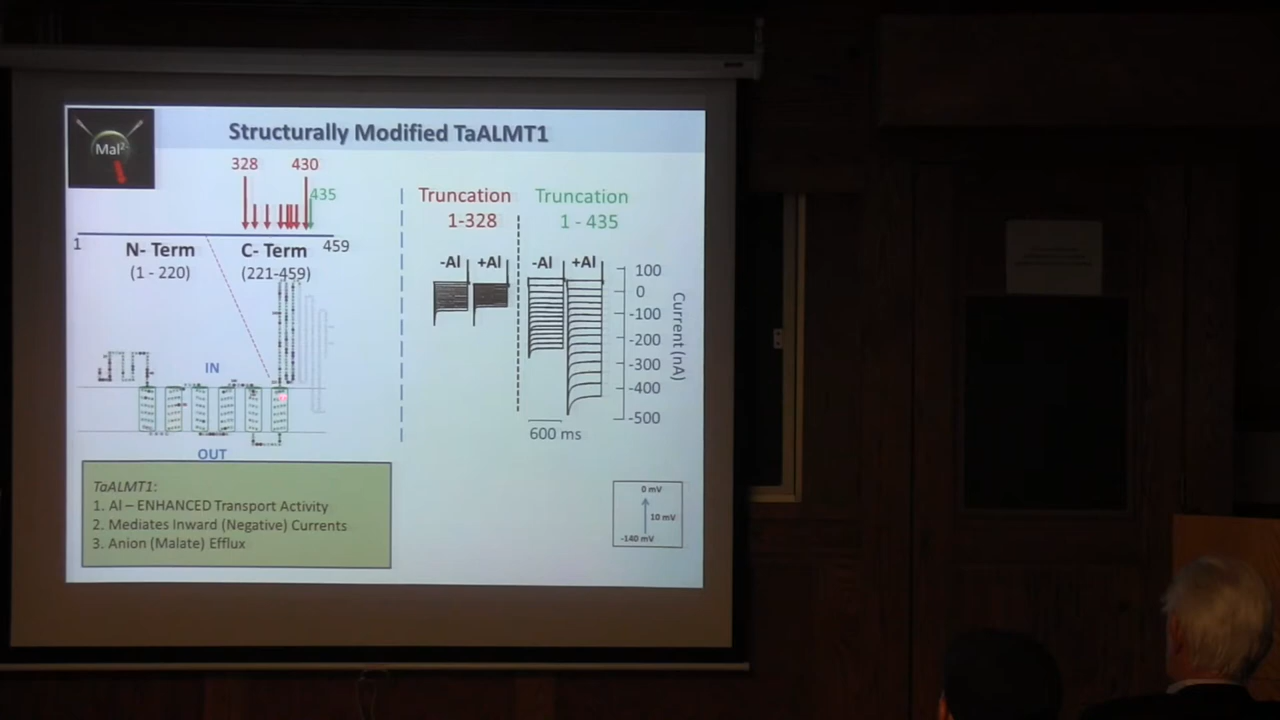 Structurally Modified TaALMT1
Mal2-
328
430
435
1
459
N- Term
C- Term
(1 - 220)
(221-459)
IN
OUT
TaALMT1:
1. Al – ENHANCED Transport Activity
2. Mediates Inward (Negative) Currents
3. Anion (Malate) Efflux
Truncation
1-328
Truncation
1 - 435
-Al
+Al
-Al
+Al
100
0
-100
-200
-300
-400
-500
Current (nA)
600 ms
0 mV
10 mV
-140 mV